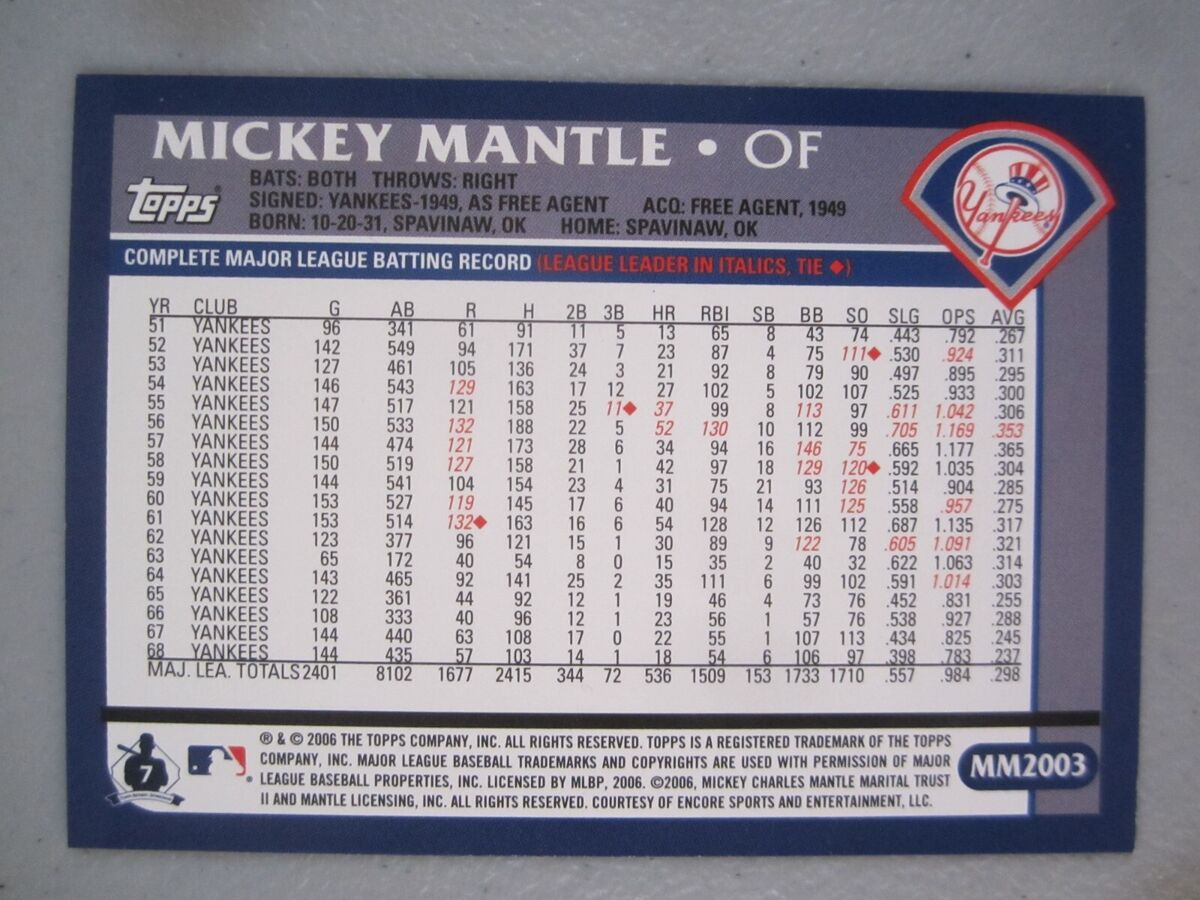 MICKEY MANTLE • OF
Topps®
BATS: BOTH THROWS: RIGHT
SIGNED: YANKEES-1949, AS FREE AGENT ACQ: FREE AGENT, 1949
BORN: 10-20-31, SPAVINAW, OK HOME: SPAVINAW, OK
Yankees
COMPLETE MAJOR LEAGUE BATTING RECORD (LEAGUE LEADER IN ITALICS, TIE ◆)
YR CLUB G AB R H 2B 3B HR RBI SB BB SO SLG OPS AVG
51 YANKEES 96 341 61 91 11 5 13 65 8 43 74 .443 .792 .267
52 YANKEES 142 549 94 171 37 7 23 87 4 75 111◆ .530 .924 .311
53 YANKEES 127 461 105 136 24 3 21 92 8 79 90 .497 .895 .295
54 YANKEES 146 543 129 163 17 12 27 102 5 102 107 .525 .933 .300
55 YANKEES 147 517 121 158 25 11◆ 37 99 8 113 97 .611 1.042 .306
56 YANKEES 150 533 132 188 22 5 52 130 10 112 99 .705 1.169 .353
57 YANKEES 144 474 121 173 28 6 34 94 16 146 75 .665 1.177 .365
58 YANKEES 150 519 127 158 21 1 42 97 18 129 120◆ .592 1.035 .304
59 YANKEES 144 541 104 154 23 4 31 75 21 93 126 .514 .904 .285
60 YANKEES 153 527 119 145 17 6 40 94 14 111 125 .558 .957 .275
61 YANKEES 153 514 132◆ 163 16 6 54 128 12 126 112 .687 1.135 .317
62 YANKEES 123 377 96 121 15 1 30 89 9 122 78 .605 1.091 .321
63 YANKEES 65 172 40 54 8 0 15 35 2 40 32 .622 1.063 .314
64 YANKEES 143 465 92 141 25 2 35 111 6 99 102 .591 1.014 .303
65 YANKEES 122 361 44 92 12 1 19 46 4 73 76 .452 .831 .255
66 YANKEES 108 333 40 96 12 1 23 56 1 57 76 .538 .927 .288
67 YANKEES 144 440 63 108 17 0 22 55 1 107 113 .434 .825 .245
68 YANKEES 144 435 57 103 14 1 18 54 6 106 97 .398 .783 .237
MAJ. LEA. TOTALS 2401 8102 1677 2415 344 72 536 1509 153 1733 1710 .557 .984 .298
7
® & © 2006 THE TOPPS COMPANY, INC. ALL RIGHTS RESERVED. TOPPS IS A REGISTERED TRADEMARK OF THE TOPPS
COMPANY, INC. MAJOR LEAGUE BASEBALL TRADEMARKS AND COPYRIGHTS ARE USED WITH PERMISSION OF MAJOR
LEAGUE BASEBALL PROPERTIES, INC. LICENSED BY MLBP, 2006. ©2006, MICKEY CHARLES MANTLE MARITAL TRUST
II AND MANTLE LICENSING, INC. ALL RIGHTS RESERVED. COURTESY OF ENCORE SPORTS AND ENTERTAINMENT, LLC.
MM2003